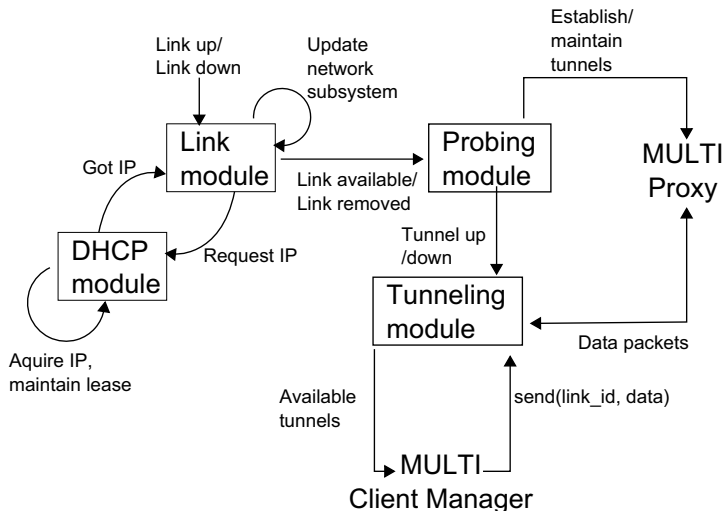 Link up/
Link down
Update
network
subsystem
Establish/
maintain
tunnels
Link
module
Probing
module
MULTI
Proxy
Got IP
Link available/
Link removed
DHCP
module
Request IP
Tunnel up
/down
Tunneling
module
Aquire IP,
maintain lease
Data packets
Available
tunnels
send(link_id, data)
MULTI
Client Manager